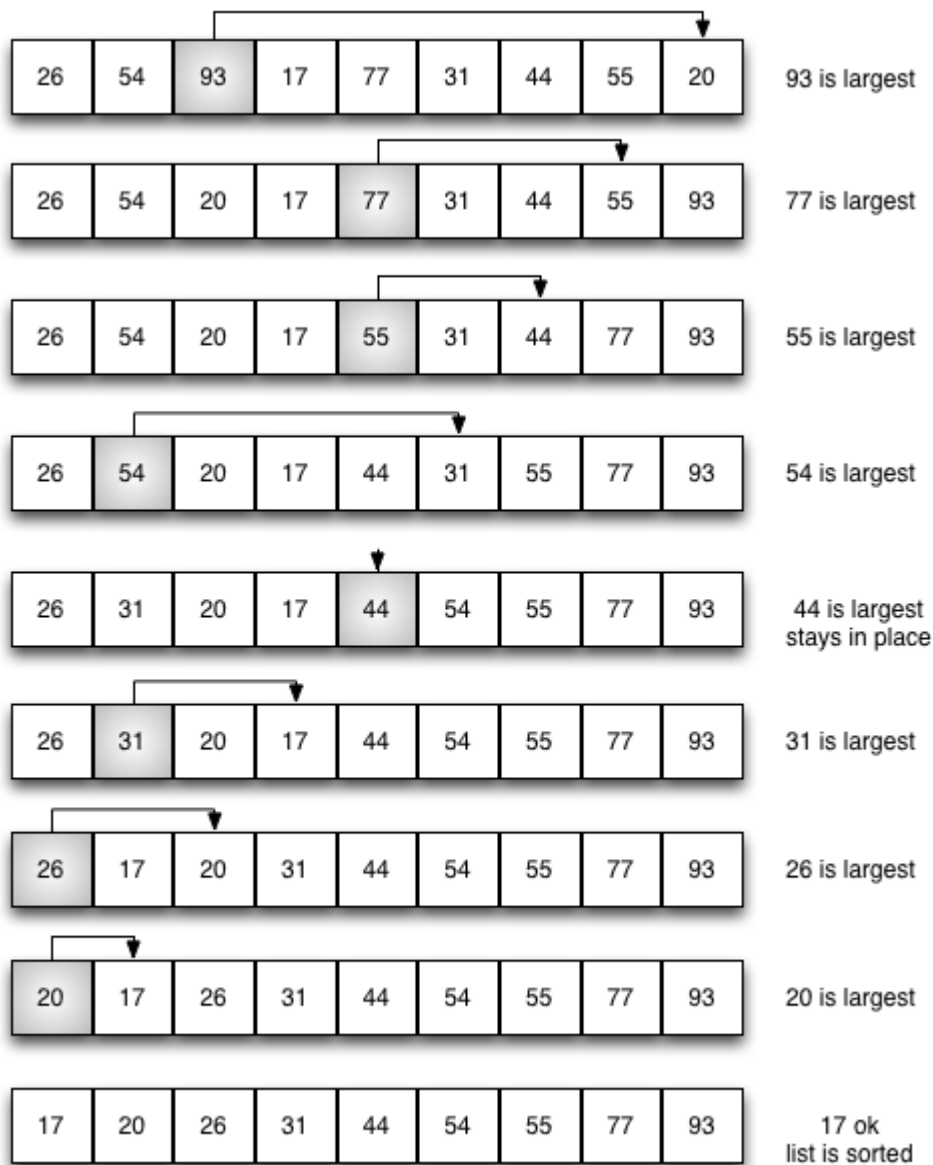 26 54 93 17 77 31 44 55 20 93 is largest
26 54 20 17 77 31 44 55 93 77 is largest
26 54 20 17 55 31 44 77 93 55 is largest
26 54 20 17 44 31 55 77 93 54 is largest
26 31 20 17 44 54 55 77 93 44 is largest
stays in place
26 31 20 17 44 54 55 77 93 31 is largest
26 17 20 31 44 54 55 77 93 26 is largest
20 17 26 31 44 54 55 77 93 20 is largest
17 20 26 31 44 54 55 77 93 17 ok
list is sorted